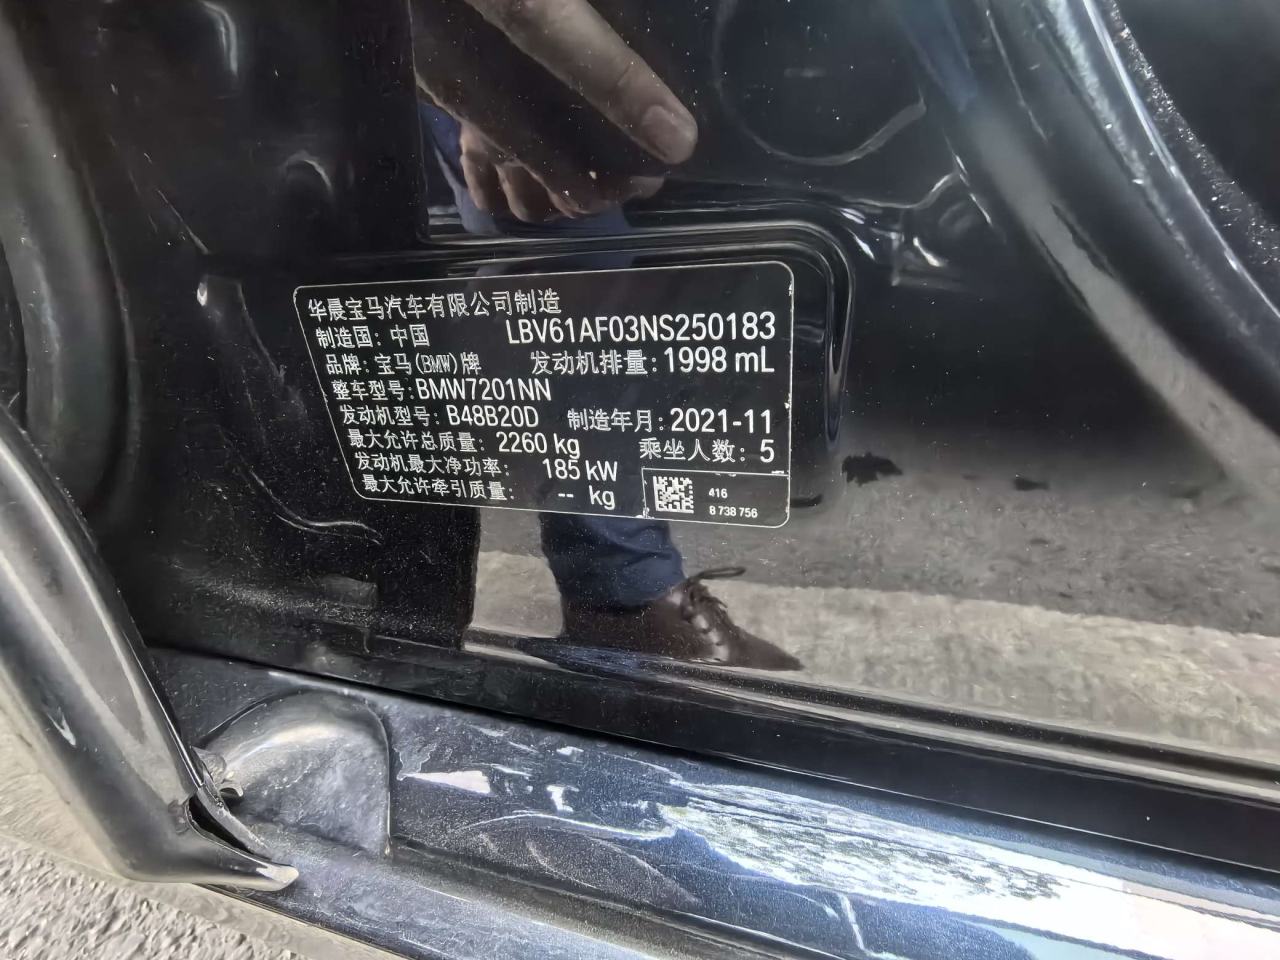 华晨宝马汽车有限公司制造
制造国: 中国 LBV61AF03NS250183
品牌: 宝马(BMW)牌 发动机排量: 1998 mL
整车型号: BMW7201NN
发动机型号: B48B20D 制造年月: 2021-11
最大允许总质量: 2260 kg 乘坐人数: 5
发动机最大净功率: 185 kW
最大允许牵引质量: -- kg
416
8 738 756